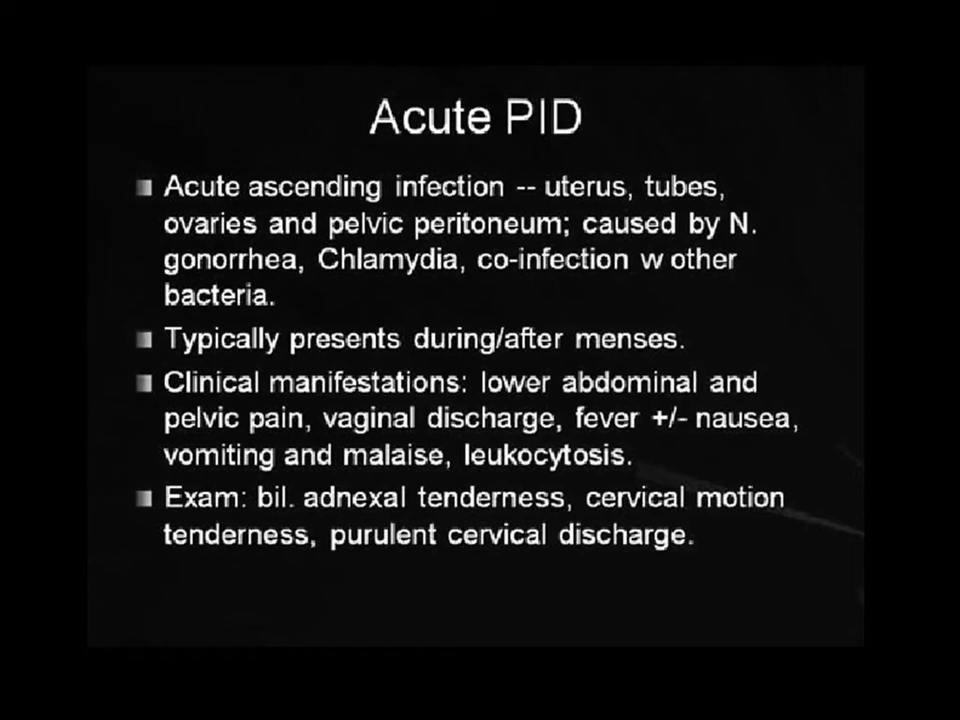 Acute PID
Acute ascending infection -- uterus, tubes,
ovaries and pelvic peritoneum; caused by N.
gonorrhea, Chlamydia, co-infection w other
bacteria.
Typically presents during/after menses.
Clinical manifestations: lower abdominal and
pelvic pain, vaginal discharge, fever +/- nausea,
vomiting and malaise, leukocytosis.
Exam: bil. adnexal tenderness, cervical motion
tenderness, purulent cervical discharge.